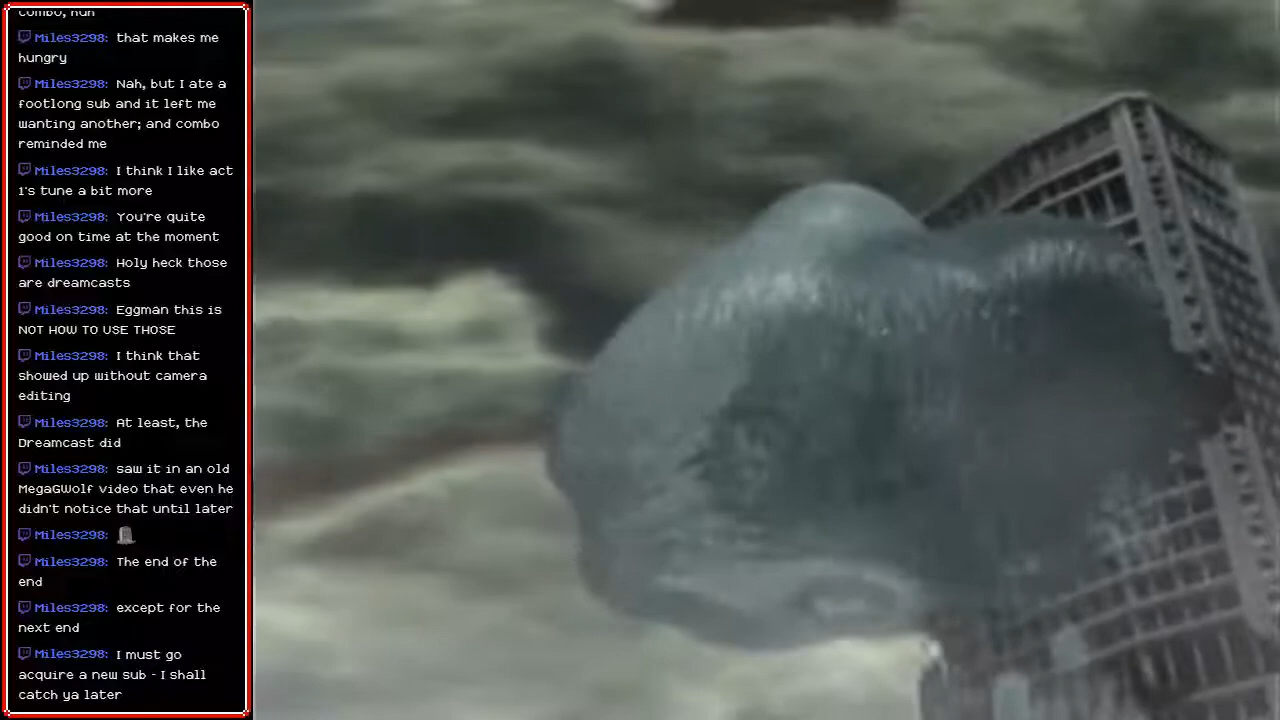 combo, huh
Miles3298: that makes me
hungry
Miles3298: Nah, but I ate a
footlong sub and it left me
wanting another; and combo
reminded me
Miles3298: I think I like act
1's tune a bit more
Miles3298: You're quite
good on time at the moment
Miles3298: Holy heck those
are dreamcasts
Miles3298: Eggman this is
NOT HOW TO USE THOSE
Miles3298: I think that
showed up without camera
editing
Miles3298: At least, the
Dreamcast did
Miles3298: saw it in an old
MegaGWolf video that even he
didn't notice that until later
Miles3298:
Miles3298: The end of the
end
Miles3298: except for the
next end
Miles3298: I must go
acquire a new sub - I shall
catch ya later